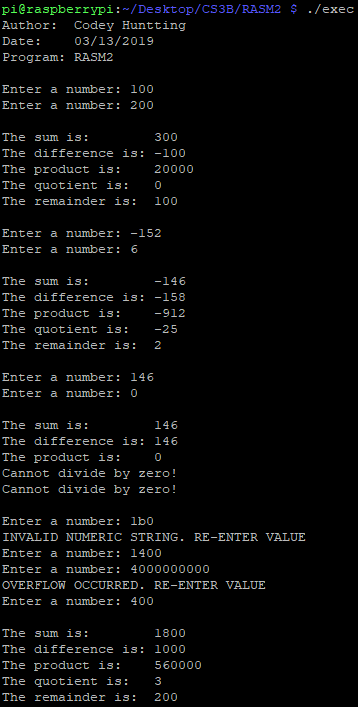 pi@raspberrypi:~/Desktop/CS3B/RASM2 $ ./exec
Author:  Codey Huntting
Date:    03/13/2019
Program: RASM2
Enter a number: 100
Enter a number: 200
The sum is:        300
The difference is: -100
The product is:    20000
The quotient is:   0
The remainder is:  100
Enter a number: -152
Enter a number: 6
The sum is:        -146
The difference is: -158
The product is:    -912
The quotient is:   -25
The remainder is:  2
Enter a number: 146
Enter a number: 0
The sum is:        146
The difference is: 146
The product is:    0
Cannot divide by zero!
Cannot divide by zero!
Enter a number: 1b0
INVALID NUMERIC STRING. RE-ENTER VALUE
Enter a number: 1400
Enter a number: 4000000000
OVERFLOW OCCURRED. RE-ENTER VALUE
Enter a number: 400
The sum is:        1800
The difference is: 1000
The product is:    560000
The quotient is:   3
The remainder is:  200